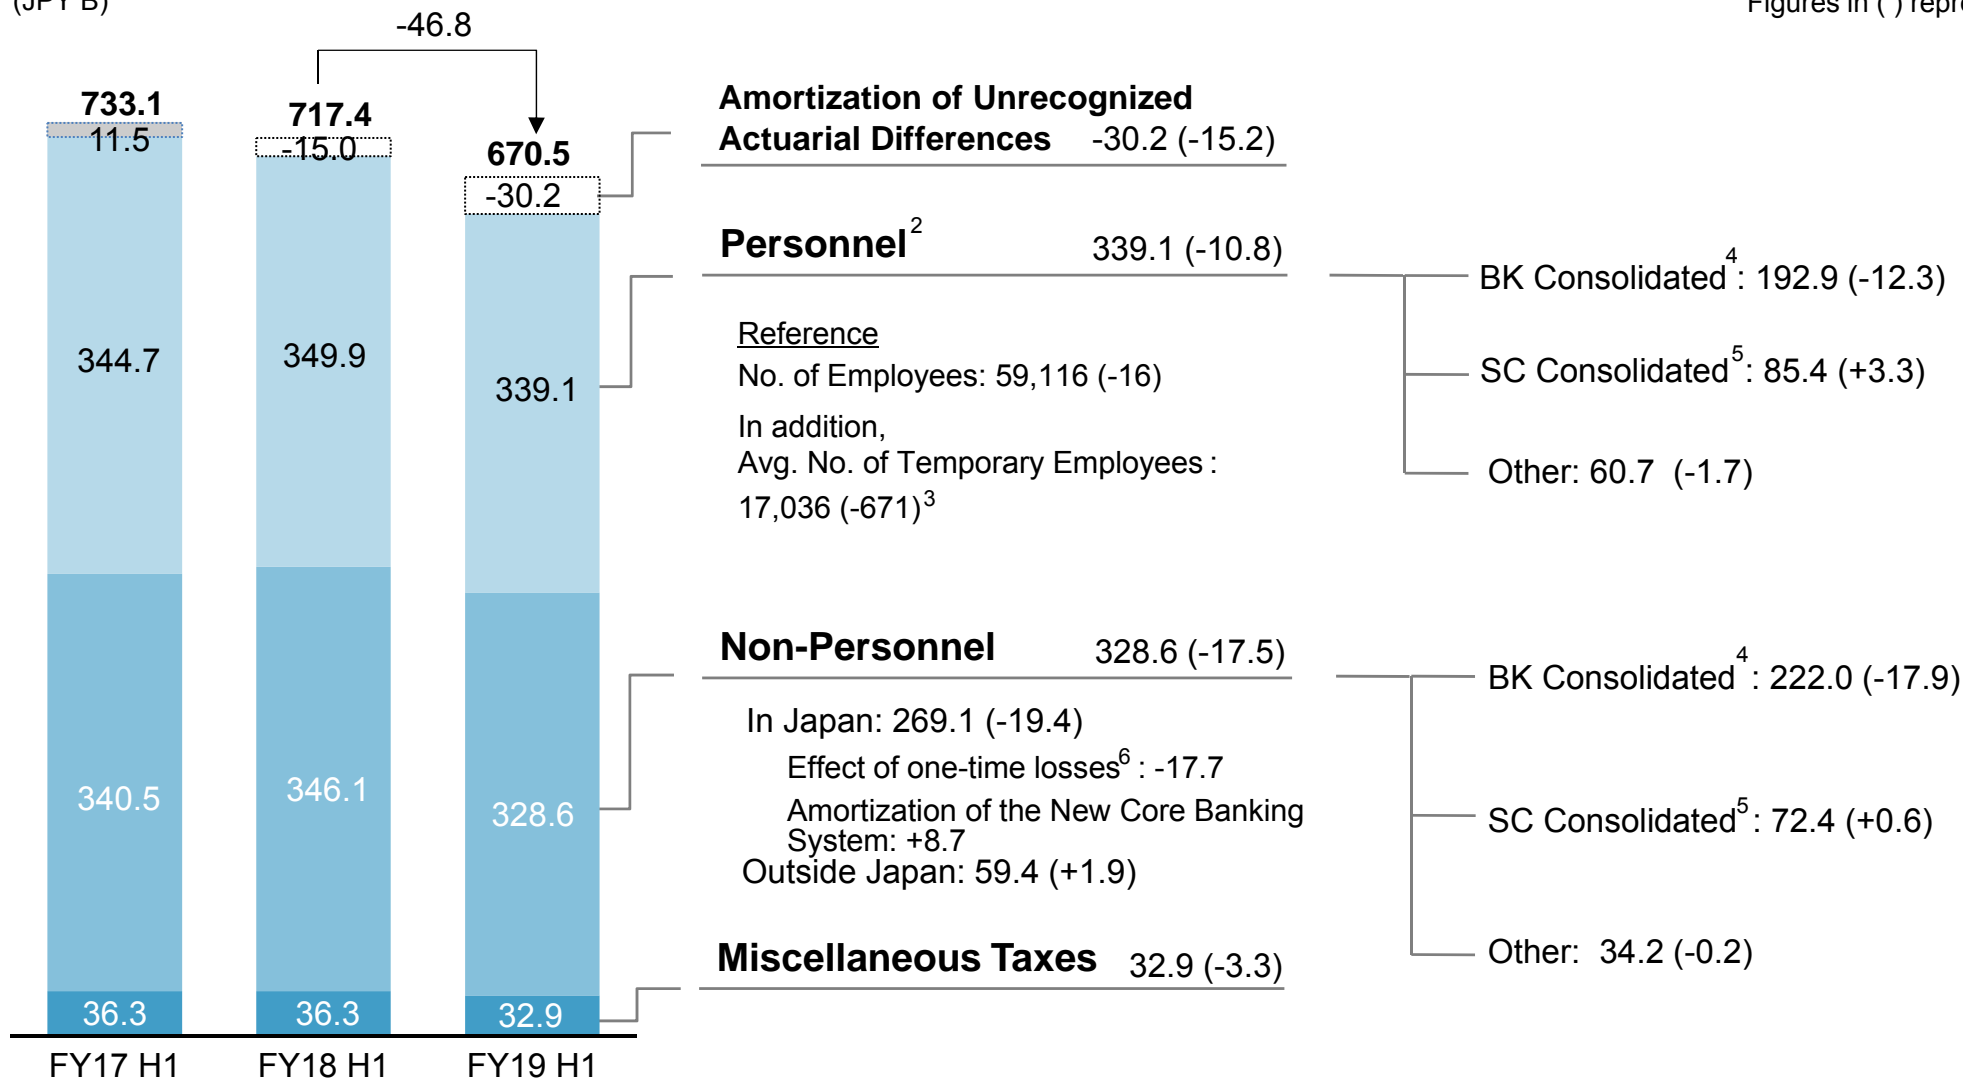 (JPY B)
Figures in ( ) repre
-46.8
733.1
11.5
344.7
340.5
36.3
FY17 H1
717.4
-15.0
349.9
346.1
36.3
FY18 H1
670.5
-30.2
339.1
328.6
32.9
FY19 H1
Amortization of Unrecognized
Actuarial Differences -30.2 (-15.2)
Personnel2 339.1 (-10.8)
Reference
No. of Employees: 59,116 (-16)
In addition,
Avg. No. of Temporary Employees :
17,036 (-671)3
BK Consolidated4: 192.9 (-12.3)
SC Consolidated5: 85.4 (+3.3)
Other: 60.7 (-1.7)
Non-Personnel 328.6 (-17.5)
In Japan: 269.1 (-19.4)
Effect of one-time losses6 : -17.7
Amortization of the New Core Banking
System: +8.7
Outside Japan: 59.4 (+1.9)
BK Consolidated4 : 222.0 (-17.9)
SC Consolidated5 : 72.4 (+0.6)
Other: 34.2 (-0.2)
Miscellaneous Taxes 32.9 (-3.3)